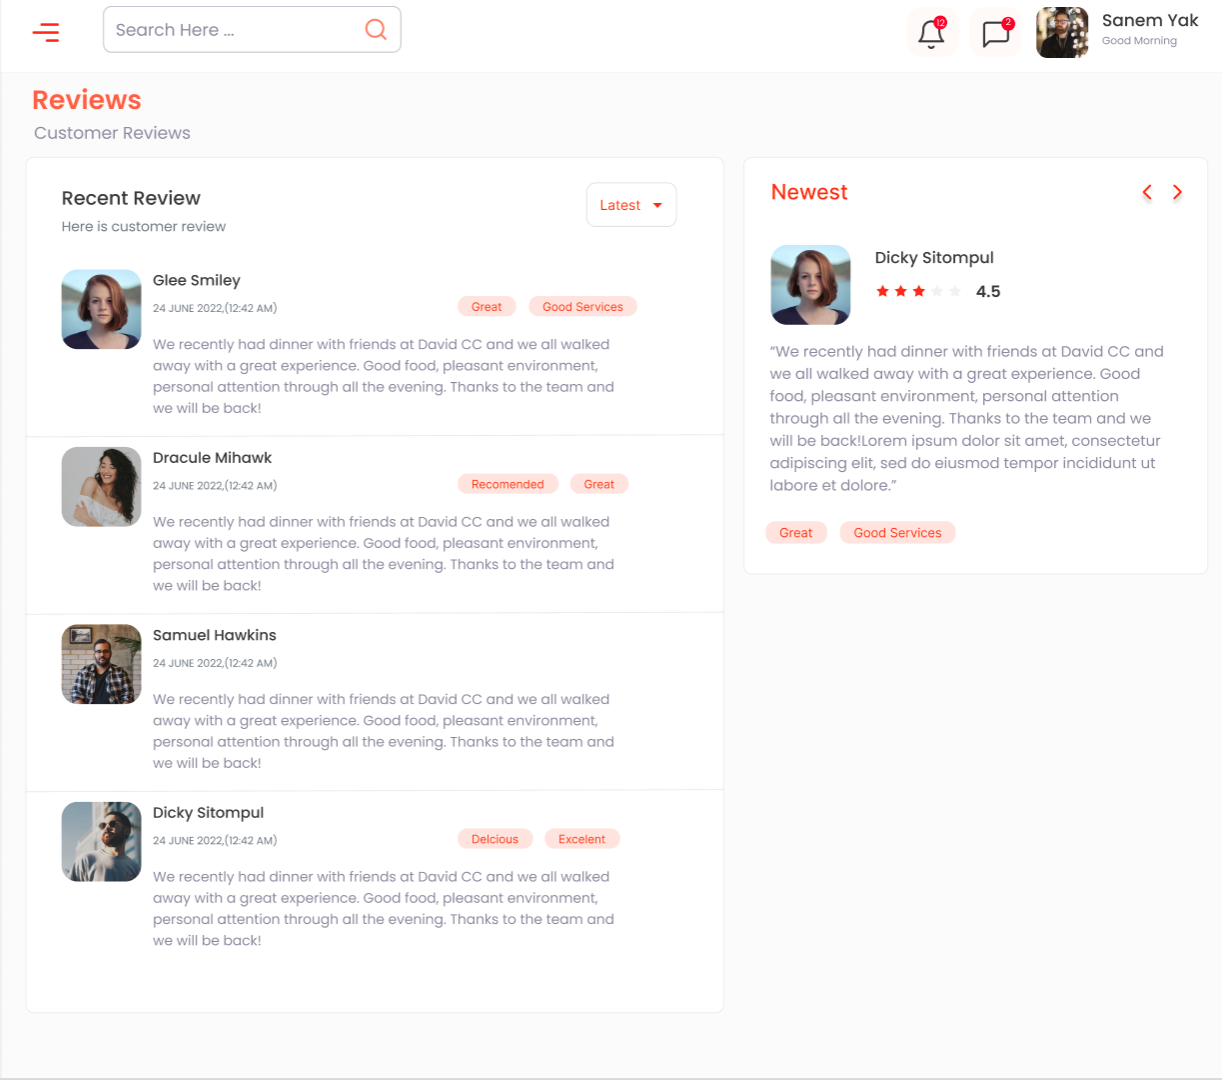 Search Here ...
12
2
Sanem Yak
Good Morning
Reviews
Customer Reviews
Recent Review
Here is customer review
Latest
Glee Smiley
24 JUNE 2022,(12:42 AM)
Great
Good Services
We recently had dinner with friends at David CC and we all walked
away with a great experience. Good food, pleasant environment,
personal attention through all the evening. Thanks to the team and
we will be back!
Dracule Mihawk
24 JUNE 2022,(12:42 AM)
Recomended
Great
We recently had dinner with friends at David CC and we all walked
away with a great experience. Good food, pleasant environment,
personal attention through all the evening. Thanks to the team and
we will be back!
Samuel Hawkins
24 JUNE 2022,(12:42 AM)
We recently had dinner with friends at David CC and we all walked
away with a great experience. Good food, pleasant environment,
personal attention through all the evening. Thanks to the team and
we will be back!
Dicky Sitompul
24 JUNE 2022,(12:42 AM)
Delcious
Excelent
We recently had dinner with friends at David CC and we all walked
away with a great experience. Good food, pleasant environment,
personal attention through all the evening. Thanks to the team and
we will be back!
Newest
Dicky Sitompul
4.5
“We recently had dinner with friends at David CC and
we all walked away with a great experience. Good
food, pleasant environment, personal attention
through all the evening. Thanks to the team and we
will be back!Lorem ipsum dolor sit amet, consectetur
adipiscing elit, sed do eiusmod tempor incididunt ut
labore et dolore.”
Great
Good Services